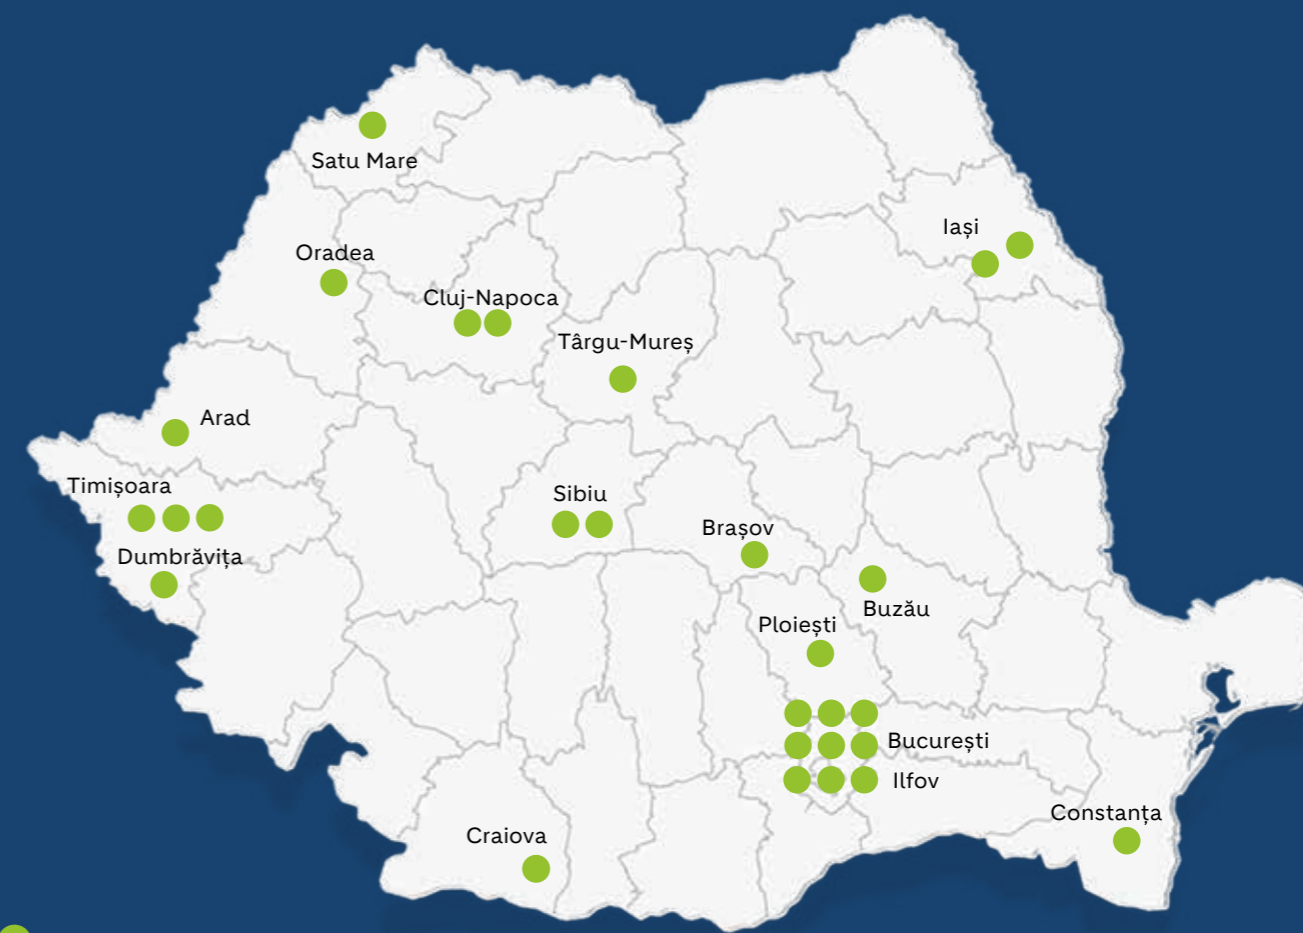 Satu Mare
Iași
Oradea
Cluj-Napoca
Târgu-Mureș
Arad
Timișoara
Sibiu
Brașov
Dumbrăvița
Buzău
Ploiești
București
Ilfov
Constanța
Craiova